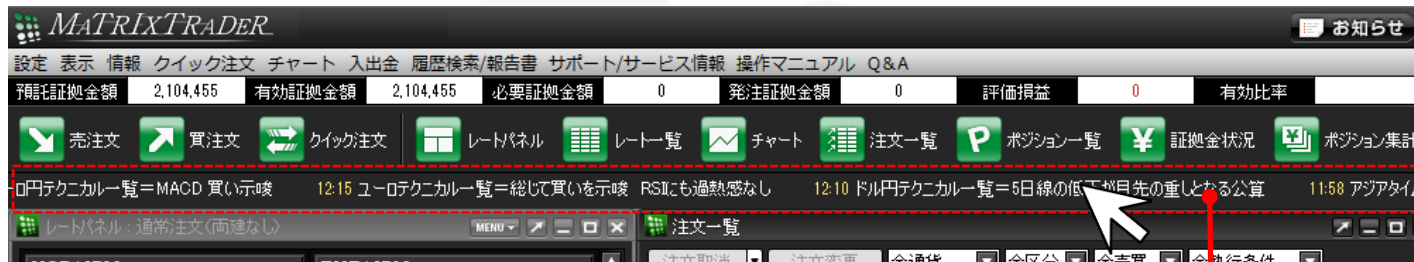 MATRIXTRADER
お知らせ
設定 表示 情報 クイック注文 チャート 入出金 履歴検索/報告書 サポート/サービス情報 操作マニュアル Q&A
預託証拠金額 2,104,455 有効証拠金額 2,104,455 必要証拠金額 0 発注証拠金額 0 評価損益 0 有効比率
売注文 買注文 クイック注文 レートパネル レート一覧 チャート 注文一覧 ポジション一覧 証拠金状況 ポジション集計
ロ円テクニカル一覧=MACD 買い示唆 12:15 ユーロテクニカル一覧=総じて買いを示唆 RSIにも過熱感なし 12:10 ドル円テクニカル一覧=5日線の低下が目先の重しとなる公算 11:58 アジアタイム
レートパネル:通常注文(両建なし) MENU 注文一覧
注文取消 注文変更 全通貨 全区分 全売買 全執行条件